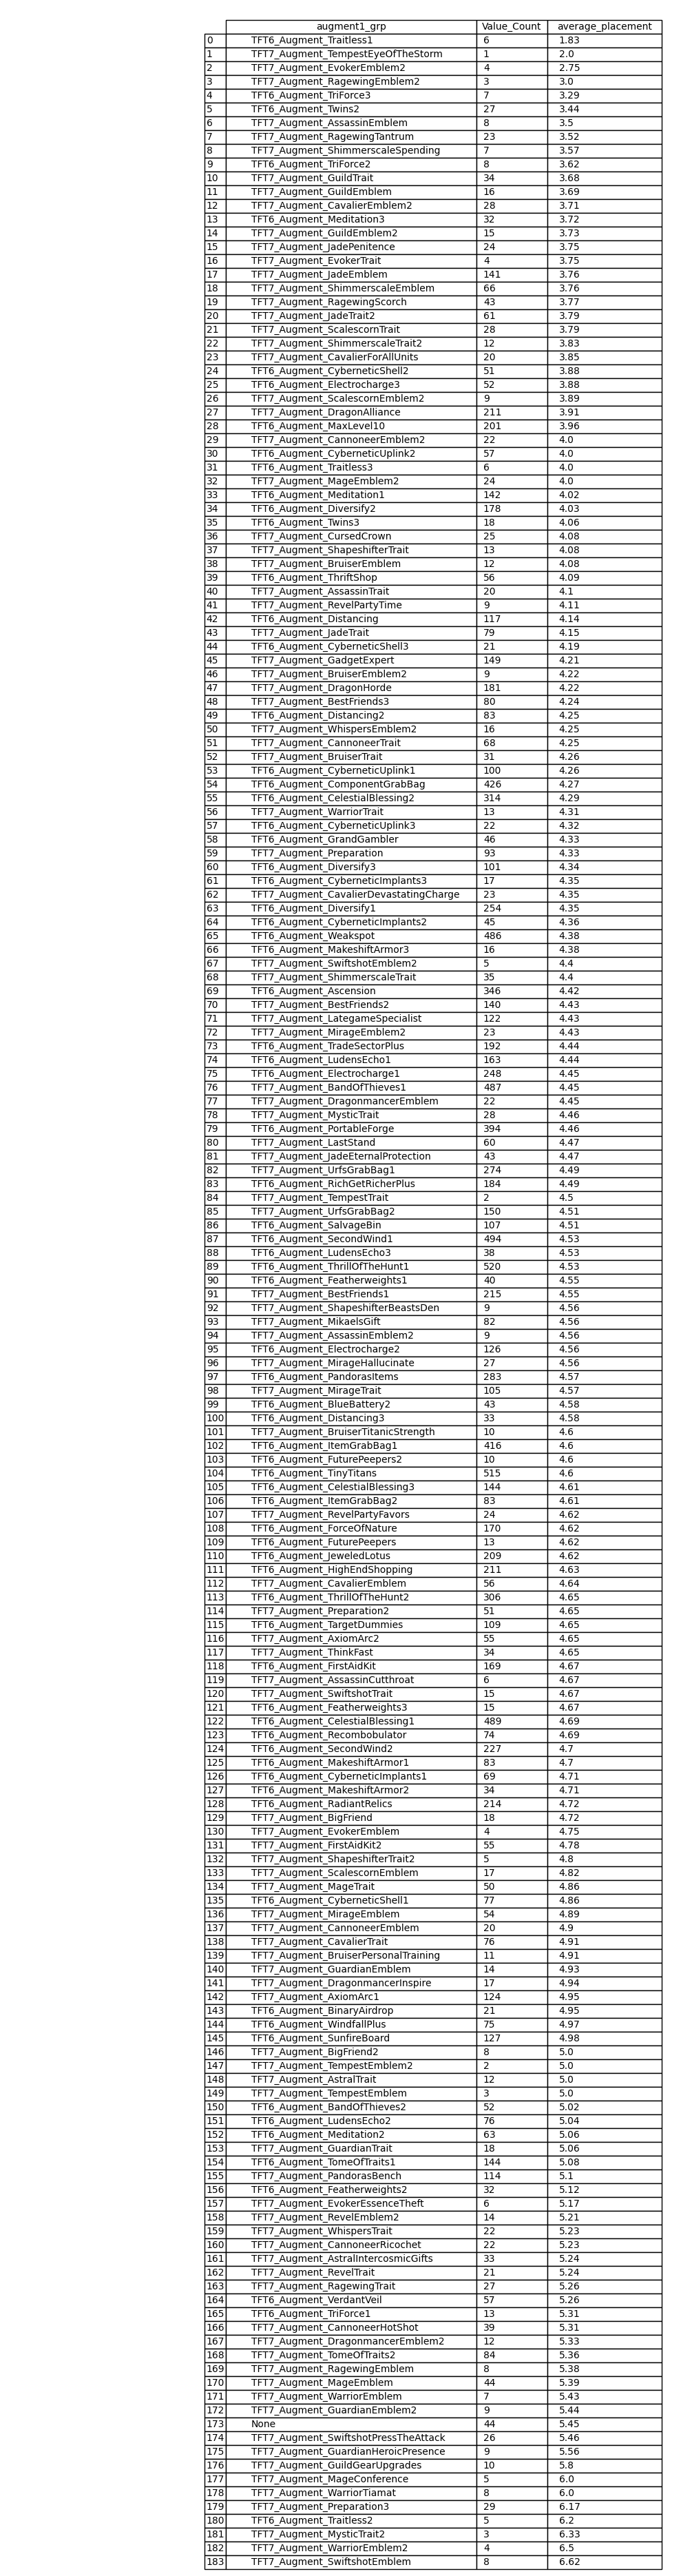 augment1_grp Value_Count average_placement
0 TFT6_Augment_Traitless1 6 1.83
1 TFT7_Augment_TempestEyeOfTheStorm 1 2.0
2 TFT7_Augment_EvokerEmblem2 4 2.75
3 TFT7_Augment_RagewingEmblem2 3 3.0
4 TFT6_Augment_TriForce3 7 3.29
5 TFT6_Augment_Twins2 27 3.44
6 TFT7_Augment_AssassinEmblem 8 3.5
7 TFT7_Augment_RagewingTantrum 23 3.52
8 TFT7_Augment_ShimmerscaleSpending 7 3.57
9 TFT6_Augment_TriForce2 8 3.62
10 TFT7_Augment_GuildTrait 34 3.68
11 TFT7_Augment_GuildEmblem 16 3.69
12 TFT7_Augment_CavalierEmblem2 28 3.71
13 TFT6_Augment_Meditation3 32 3.72
14 TFT7_Augment_GuildEmblem2 15 3.73
15 TFT7_Augment_JadePenitence 24 3.75
16 TFT7_Augment_EvokerTrait 4 3.75
17 TFT7_Augment_JadeEmblem 141 3.76
18 TFT7_Augment_ShimmerscaleEmblem 66 3.76
19 TFT7_Augment_RagewingScorch 43 3.77
20 TFT7_Augment_JadeTrait2 61 3.79
21 TFT7_Augment_ScalescornTrait 28 3.79
22 TFT7_Augment_ShimmerscaleTrait2 12 3.83
23 TFT7_Augment_CavalierForAllUnits 20 3.85
24 TFT6_Augment_CyberneticShell2 51 3.88
25 TFT6_Augment_Electrocharge3 52 3.88
26 TFT7_Augment_ScalescornEmblem2 9 3.89
27 TFT7_Augment_DragonAlliance 211 3.91
28 TFT6_Augment_MaxLevel10 201 3.96
29 TFT7_Augment_CannoneerEmblem2 22 4.0
30 TFT6_Augment_CyberneticUplink2 57 4.0
31 TFT6_Augment_Traitless3 6 4.0
32 TFT7_Augment_MageEmblem2 24 4.0
33 TFT6_Augment_Meditation1 142 4.02
34 TFT6_Augment_Diversify2 178 4.03
35 TFT6_Augment_Twins3 18 4.06
36 TFT7_Augment_CursedCrown 25 4.08
37 TFT7_Augment_ShapeshifterTrait 13 4.08
38 TFT7_Augment_BruiserEmblem 12 4.08
39 TFT6_Augment_ThriftShop 56 4.09
40 TFT7_Augment_AssassinTrait 20 4.1
41 TFT7_Augment_RevelPartyTime 9 4.11
42 TFT6_Augment_Distancing 117 4.14
43 TFT7_Augment_JadeTrait 79 4.15
44 TFT6_Augment_CyberneticShell3 21 4.19
45 TFT7_Augment_GadgetExpert 149 4.21
46 TFT7_Augment_BruiserEmblem2 9 4.22
47 TFT7_Augment_DragonHorde 181 4.22
48 TFT7_Augment_BestFriends3 80 4.24
49 TFT6_Augment_Distancing2 83 4.25
50 TFT7_Augment_WhispersEmblem2 16 4.25
51 TFT7_Augment_CannoneerTrait 68 4.25
52 TFT7_Augment_BruiserTrait 31 4.26
53 TFT6_Augment_CyberneticUplink1 100 4.26
54 TFT6_Augment_ComponentGrabBag 426 4.27
55 TFT6_Augment_CelestialBlessing2 314 4.29
56 TFT7_Augment_WarriorTrait 13 4.31
57 TFT6_Augment_CyberneticUplink3 22 4.32
58 TFT6_Augment_GrandGambler 46 4.33
59 TFT7_Augment_Preparation 93 4.33
60 TFT6_Augment_Diversify3 101 4.34
61 TFT6_Augment_CyberneticImplants3 17 4.35
62 TFT7_Augment_CavalierDevastatingCharge 23 4.35
63 TFT6_Augment_Diversify1 254 4.35
64 TFT6_Augment_CyberneticImplants2 45 4.36
65 TFT6_Augment_Weakspot 486 4.38
66 TFT6_Augment_MakeshiftArmor3 16 4.38
67 TFT7_Augment_SwiftshotEmblem2 5 4.4
68 TFT7_Augment_ShimmerscaleTrait 35 4.4
69 TFT6_Augment_Ascension 346 4.42
70 TFT7_Augment_BestFriends2 140 4.43
71 TFT7_Augment_LategameSpecialist 122 4.43
72 TFT7_Augment_MirageEmblem2 23 4.43
73 TFT6_Augment_TradeSectorPlus 192 4.44
74 TFT6_Augment_LudensEcho1 163 4.44
75 TFT6_Augment_Electrocharge1 248 4.45
76 TFT6_Augment_BandOfThieves1 487 4.45
77 TFT7_Augment_DragonmancerEmblem 22 4.45
78 TFT7_Augment_MysticTrait 28 4.46
79 TFT6_Augment_PortableForge 394 4.46
80 TFT7_Augment_LastStand 60 4.47
81 TFT7_Augment_JadeEternalProtection 43 4.47
82 TFT7_Augment_UrfsGrabBag1 274 4.49
83 TFT6_Augment_RichGetRicherPlus 184 4.49
84 TFT7_Augment_TempestTrait 2 4.5
85 TFT7_Augment_UrfsGrabBag2 150 4.51
86 TFT6_Augment_SalvageBin 107 4.51
87 TFT6_Augment_SecondWind1 494 4.53
88 TFT6_Augment_LudensEcho3 38 4.53
89 TFT6_Augment_ThrillOfTheHunt1 520 4.53
90 TFT6_Augment_Featherweights1 40 4.55
91 TFT7_Augment_BestFriends1 215 4.55
92 TFT7_Augment_ShapeshifterBeastsDen 9 4.56
93 TFT7_Augment_MikaelsGift 82 4.56
94 TFT7_Augment_AssassinEmblem2 9 4.56
95 TFT6_Augment_Electrocharge2 126 4.56
96 TFT7_Augment_MirageHallucinate 27 4.56
97 TFT6_Augment_PandorasItems 283 4.57
98 TFT7_Augment_MirageTrait 105 4.57
99 TFT6_Augment_BlueBattery2 43 4.58
100 TFT6_Augment_Distancing3 33 4.58
101 TFT7_Augment_BruiserTitanicStrength 10 4.6
102 TFT6_Augment_ItemGrabBag1 416 4.6
103 TFT7_Augment_FuturePeepers2 10 4.6
104 TFT6_Augment_TinyTitans 515 4.6
105 TFT6_Augment_CelestialBlessing3 144 4.61
106 TFT6_Augment_ItemGrabBag2 83 4.61
107 TFT7_Augment_RevelPartyFavors 24 4.62
108 TFT6_Augment_ForceOfNature 170 4.62
109 TFT7_Augment_FuturePeepers 13 4.62
110 TFT6_Augment_JeweledLotus 209 4.62
111 TFT6_Augment_HighEndShopping 211 4.63
112 TFT7_Augment_CavalierEmblem 56 4.64
113 TFT6_Augment_ThrillOfTheHunt2 306 4.65
114 TFT7_Augment_Preparation2 51 4.65
115 TFT6_Augment_TargetDummies 109 4.65
116 TFT7_Augment_AxiomArc2 55 4.65
117 TFT7_Augment_ThinkFast 34 4.65
118 TFT6_Augment_FirstAidKit 169 4.67
119 TFT7_Augment_AssassinCutthroat 6 4.67
120 TFT7_Augment_SwiftshotTrait 15 4.67
121 TFT6_Augment_Featherweights3 15 4.67
122 TFT6_Augment_CelestialBlessing1 489 4.69
123 TFT6_Augment_Recombobulator 74 4.69
124 TFT6_Augment_SecondWind2 227 4.7
125 TFT6_Augment_MakeshiftArmor1 83 4.7
126 TFT6_Augment_CyberneticImplants1 69 4.71
127 TFT6_Augment_MakeshiftArmor2 34 4.71
128 TFT6_Augment_RadiantRelics 214 4.72
129 TFT7_Augment_BigFriend 18 4.72
130 TFT7_Augment_EvokerEmblem 4 4.75
131 TFT7_Augment_FirstAidKit2 55 4.78
132 TFT7_Augment_ShapeshifterTrait2 5 4.8
133 TFT7_Augment_ScalescornEmblem 17 4.82
134 TFT7_Augment_MageTrait 50 4.86
135 TFT6_Augment_CyberneticShell1 77 4.86
136 TFT7_Augment_MirageEmblem 54 4.89
137 TFT7_Augment_CannoneerEmblem 20 4.9
138 TFT7_Augment_CavalierTrait 76 4.91
139 TFT7_Augment_BruiserPersonalTraining 11 4.91
140 TFT7_Augment_GuardianEmblem 14 4.93
141 TFT7_Augment_DragonmancerInspire 17 4.94
142 TFT7_Augment_AxiomArc1 124 4.95
143 TFT6_Augment_BinaryAirdrop 21 4.95
144 TFT6_Augment_WindfallPlus 75 4.97
145 TFT6_Augment_SunfireBoard 127 4.98
146 TFT7_Augment_BigFriend2 8 5.0
147 TFT7_Augment_TempestEmblem2 2 5.0
148 TFT7_Augment_AstralTrait 12 5.0
149 TFT7_Augment_TempestEmblem 3 5.0
150 TFT6_Augment_BandOfThieves2 52 5.02
151 TFT6_Augment_LudensEcho2 76 5.04
152 TFT6_Augment_Meditation2 63 5.06
153 TFT7_Augment_GuardianTrait 18 5.06
154 TFT6_Augment_TomeOfTraits1 144 5.08
155 TFT7_Augment_PandorasBench 114 5.1
156 TFT6_Augment_Featherweights2 32 5.12
157 TFT7_Augment_EvokerEssenceTheft 6 5.17
158 TFT7_Augment_RevelEmblem2 14 5.21
159 TFT7_Augment_WhispersTrait 22 5.23
160 TFT7_Augment_CannoneerRicochet 22 5.23
161 TFT7_Augment_AstralIntercosmicGifts 33 5.24
162 TFT7_Augment_RevelTrait 21 5.24
163 TFT7_Augment_RagewingTrait 27 5.26
164 TFT6_Augment_VerdantVeil 57 5.26
165 TFT6_Augment_TriForce1 13 5.31
166 TFT7_Augment_CannoneerHotShot 39 5.31
167 TFT7_Augment_DragonmancerEmblem2 12 5.33
168 TFT6_Augment_TomeOfTraits2 84 5.36
169 TFT7_Augment_RagewingEmblem 8 5.38
170 TFT7_Augment_MageEmblem 44 5.39
171 TFT7_Augment_WarriorEmblem 7 5.43
172 TFT7_Augment_GuardianEmblem2 9 5.44
173 None 44 5.45
174 TFT7_Augment_SwiftshotPressTheAttack 26 5.46
175 TFT7_Augment_GuardianHeroicPresence 9 5.56
176 TFT7_Augment_GuildGearUpgrades 10 5.8
177 TFT7_Augment_MageConference 5 6.0
178 TFT7_Augment_WarriorTiamat 8 6.0
179 TFT7_Augment_Preparation3 29 6.17
180 TFT6_Augment_Traitless2 5 6.2
181 TFT7_Augment_MysticTrait2 3 6.33
182 TFT7_Augment_WarriorEmblem2 4 6.5
183 TFT7_Augment_SwiftshotEmblem 8 6.62